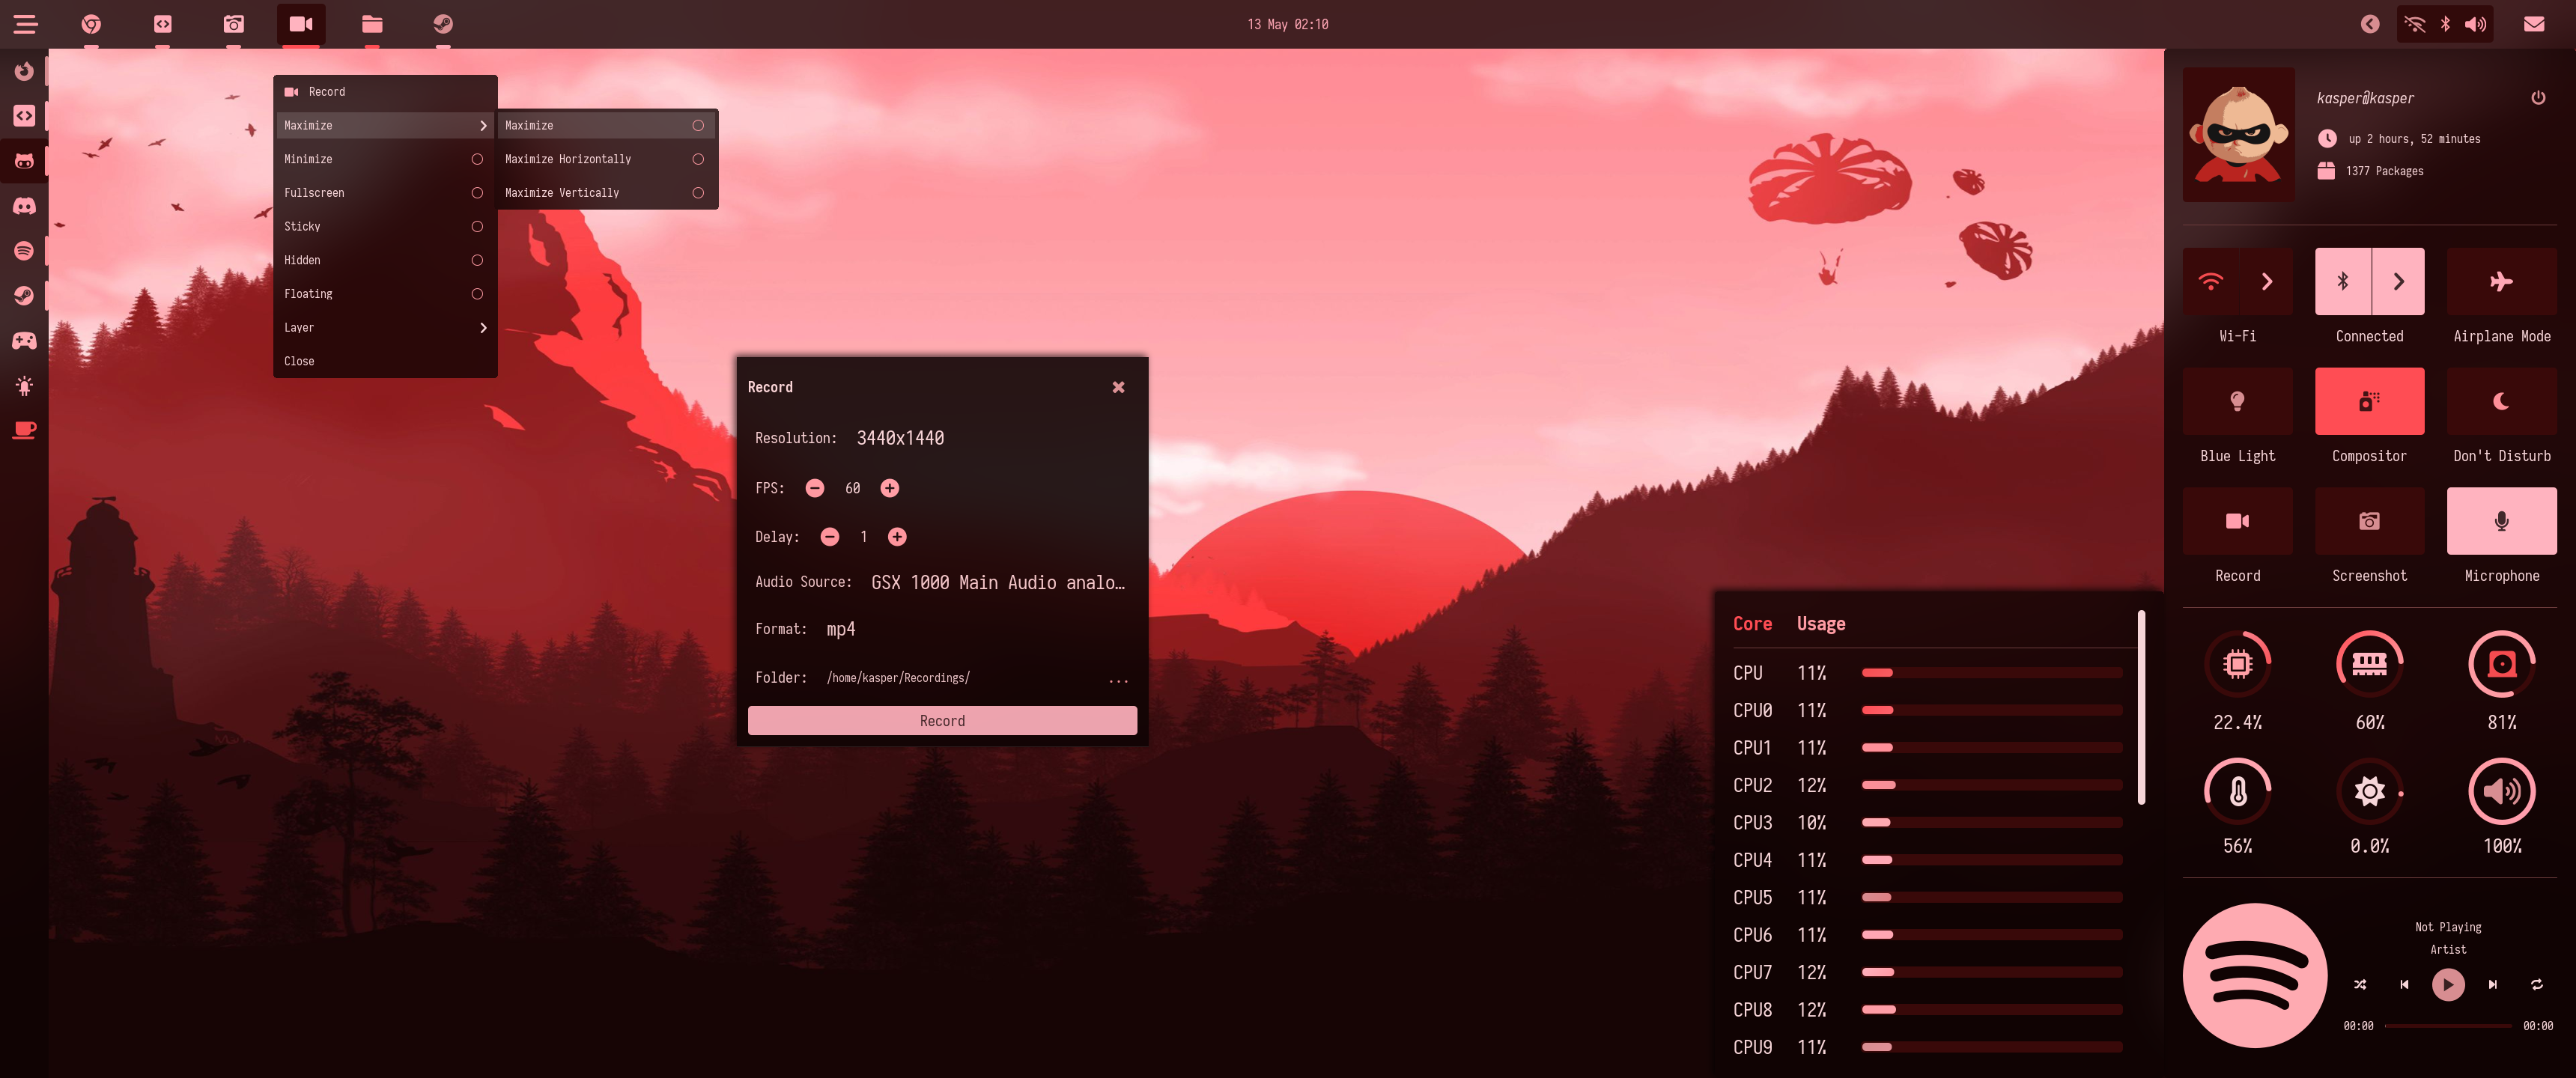 13 May 02:10
Record
Maximize
Minimize
Fullscreen
Sticky
Hidden
Floating
Layer
Close
Maximize
Maximize Horizontally
Maximize Vertically
Record
Resolution: 3440x1440
FPS: 60
Delay: 1
Audio Source: GSX 1000 Main Audio analo…
Format: mp4
Folder: /home/kasper/Recordings/ ...
Record
Core Usage
CPU 11%
CPU0 11%
CPU1 11%
CPU2 12%
CPU3 10%
CPU4 11%
CPU5 11%
CPU6 11%
CPU7 12%
CPU8 12%
CPU9 11%
kasper@kasper
up 2 hours, 52 minutes
1377 Packages
Wi-Fi Connected Airplane Mode
Blue Light Compositor Don't Disturb
Record Screenshot Microphone
22.4% 60% 81%
56% 0.0% 100%
Not Playing
Artist
00:00 00:00